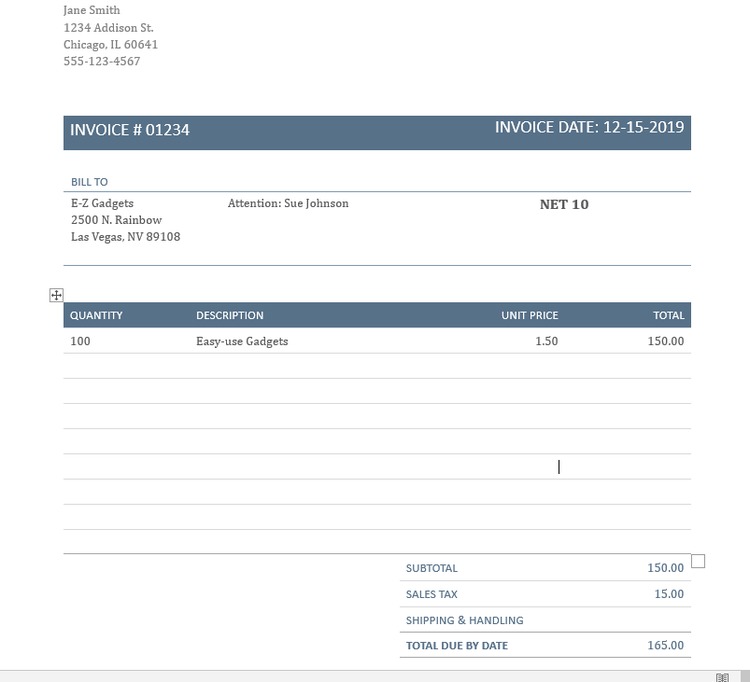 Jane Smith
1234 Addison St.
Chicago, IL 60641
555-123-4567
INVOICE # 01234 INVOICE DATE: 12-15-2019
BILL TO
E-Z Gadgets Attention: Sue Johnson NET 10
2500 N. Rainbow
Las Vegas, NV 89108
QUANTITY DESCRIPTION UNIT PRICE TOTAL
100 Easy-use Gadgets 1.50 150.00
SUBTOTAL 150.00
SALES TAX 15.00
SHIPPING & HANDLING
TOTAL DUE BY DATE 165.00